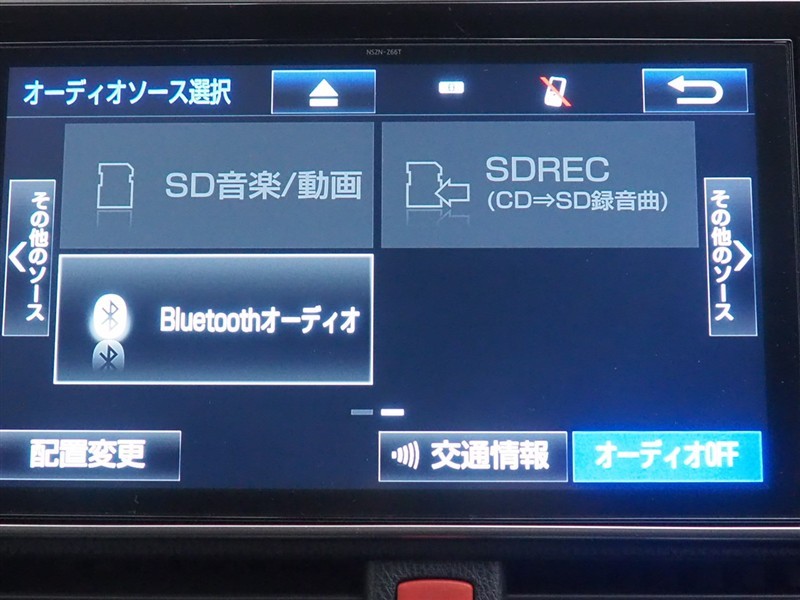 NSZN-Z66T
オーディオソース選択
SD音楽/動画
SDREC
(CD⇒SD録音曲)
その他のソース
その他のソース
Bluetoothオーディオ
配置変更
交通情報
オーディオOFF